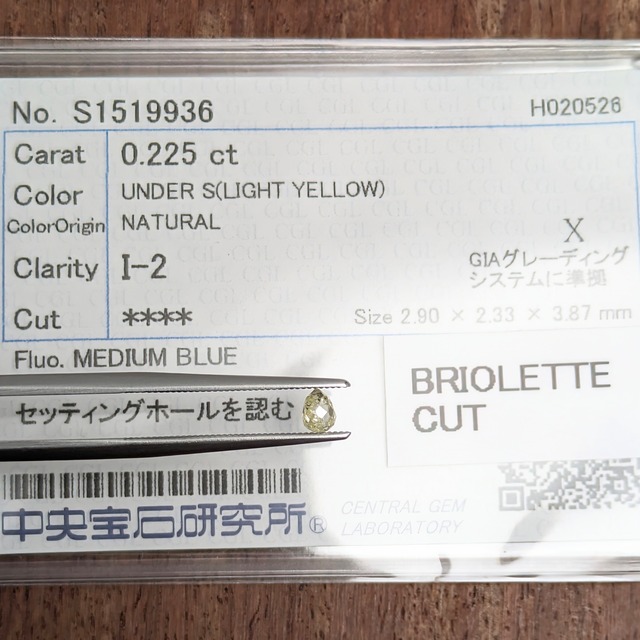 No. S1519936 H020526
Carat 0.225 ct
Color UNDER S(LIGHT YELLOW)
ColorOrigin NATURAL
X
Clarity I-2
GIAグレーディング
システムに準拠
Cut ****
Size 2.90 × 2.33 × 3.87 mm
Fluo. MEDIUM BLUE
BRIOLETTE
CUT
セッティングホールを認む
中央宝石研究所®
CENTRAL GEM
LABORATORY